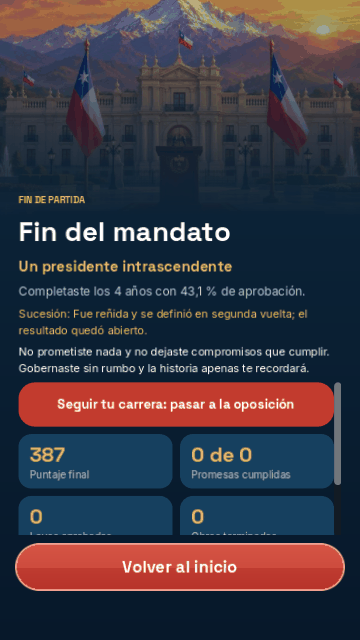 FIN DE PARTIDA
Fin del mandato
Un presidente intrascendente
Completaste los 4 años con 43,1 % de aprobación.
Sucesión: Fue reñida y se definió en segunda vuelta; el
resultado quedó abierto.
No prometiste nada y no dejaste compromisos que cumplir.
Gobernaste sin rumbo y la historia apenas te recordará.
Seguir tu carrera: pasar a la oposición
387
Puntaje final
0 de 0
Promesas cumplidas
0
0
Volver al inicio